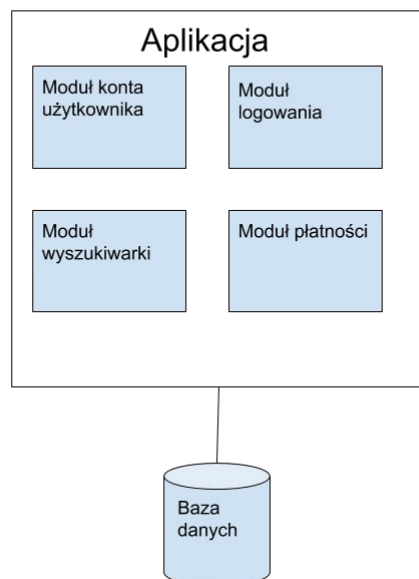 Aplikacja
Moduł konta
użytkownika
Moduł
logowania
Moduł
wyszukiwarki
Moduł płatności
Baza
danych